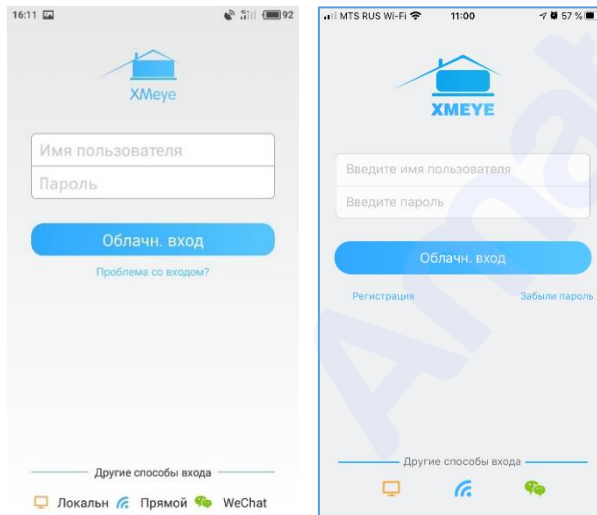 16:11
92
XMeye
Имя пользователя
Пароль
Облачн. вход
Проблема со входом?
Другие способы входа
Локальн
Прямой
WeChat
MTS RUS Wi-Fi
11:00
57 %
XMEYE
Введите имя пользователя
Введите пароль
Облачн. вход
Регистрация
Забыли пароль
Другие способы входа